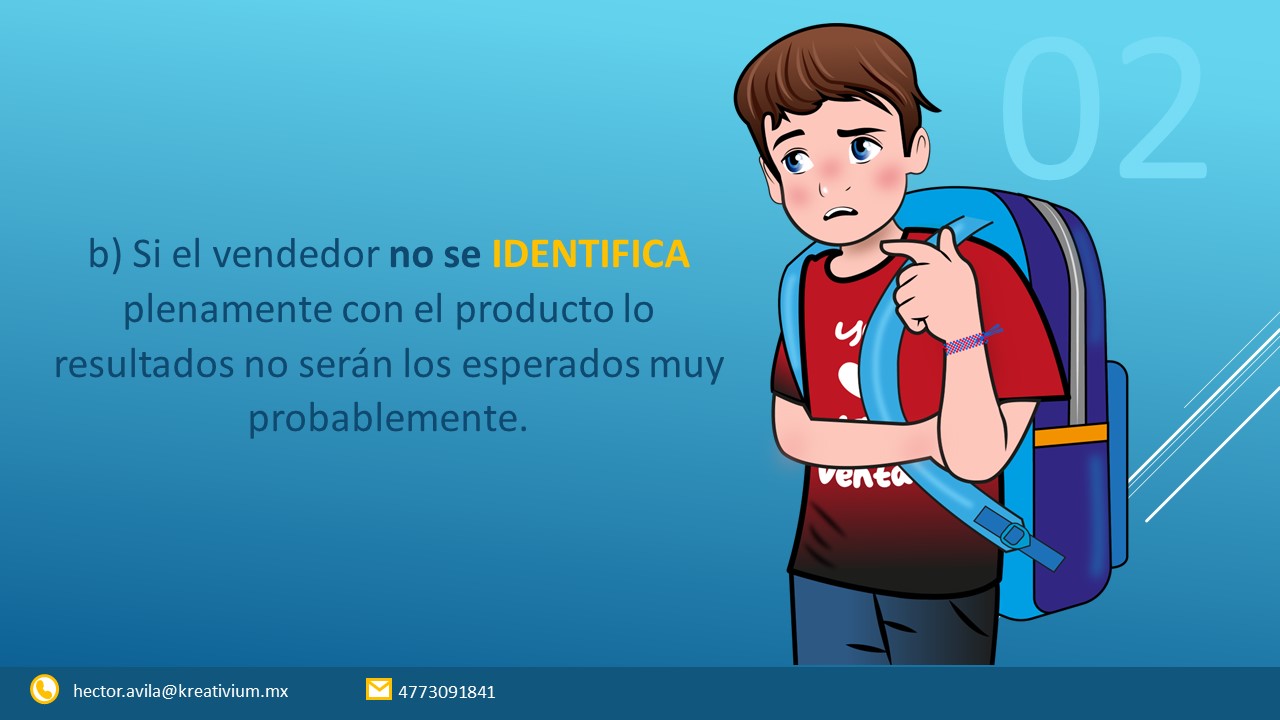 02
b) Si el vendedor no se IDENTIFICA
plenamente con el producto lo
resultados no serán los esperados muy
probablemente.
venta
hector.avila@kreativium.mx
4773091841